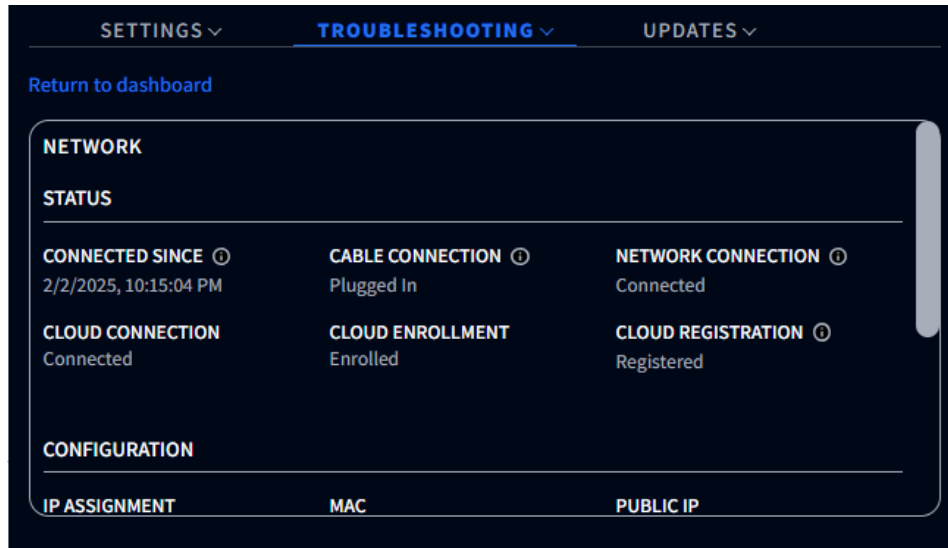 SETTINGS TROUBLESHOOTING UPDATES
Return to dashboard
NETWORK
STATUS
CONNECTED SINCE CABLE CONNECTION NETWORK CONNECTION
2/2/2025, 10:15:04 PM Plugged In Connected
CLOUD CONNECTION CLOUD ENROLLMENT CLOUD REGISTRATION
Connected Enrolled Registered
CONFIGURATION
IP ASSIGNMENT MAC PUBLIC IP